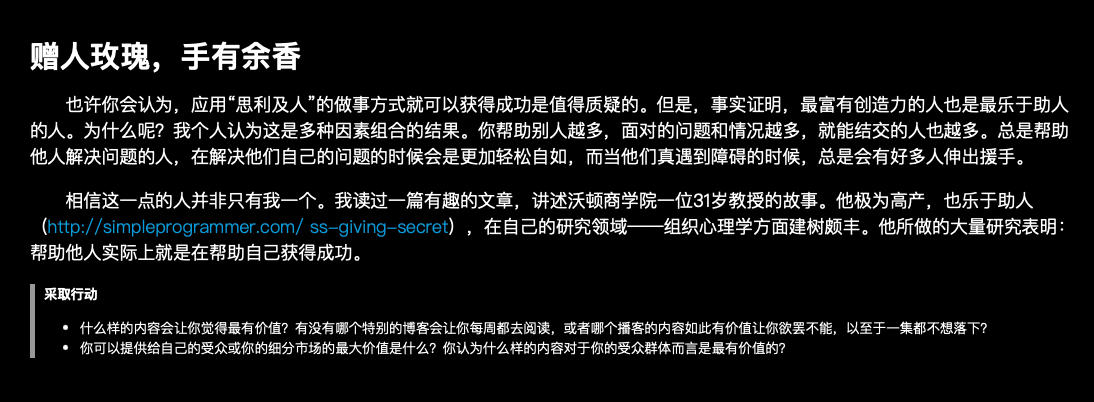 赠人玫瑰，手有余香
也许你会认为，应用“思利及人”的做事方式就可以获得成功是值得质疑的。但是，事实证明，最富有创造力的人也是最乐于助人
的人。为什么呢？我个人认为这是多种因素组合的结果。你帮助别人越多，面对的问题和情况越多，就能结交的人也越多。总是帮助
他人解决问题的人，在解决他们自己的问题的时候会是更加轻松自如，而当他们真遇到障碍的时候，总是会有好多人伸出援手。
相信这一点的人并非只有我一个。我读过一篇有趣的文章，讲述沃顿商学院一位31岁教授的故事。他极为高产，也乐于助人
（http://simpleprogrammer.com/ ss-giving-secret），在自己的研究领域——组织心理学方面建树颇丰。他所做的大量研究表明：
帮助他人实际上就是在帮助自己获得成功。
采取行动
• 什么样的内容会让你觉得最有价值？有没有哪个特别的博客会让你每周都去阅读，或者哪个播客的内容如此有价值让你欲罢不能，以至于一集都不想落下？
• 你可以提供给自己的受众或你的细分市场的最大价值是什么？你认为什么样的内容对于你的受众群体而言是最有价值的？